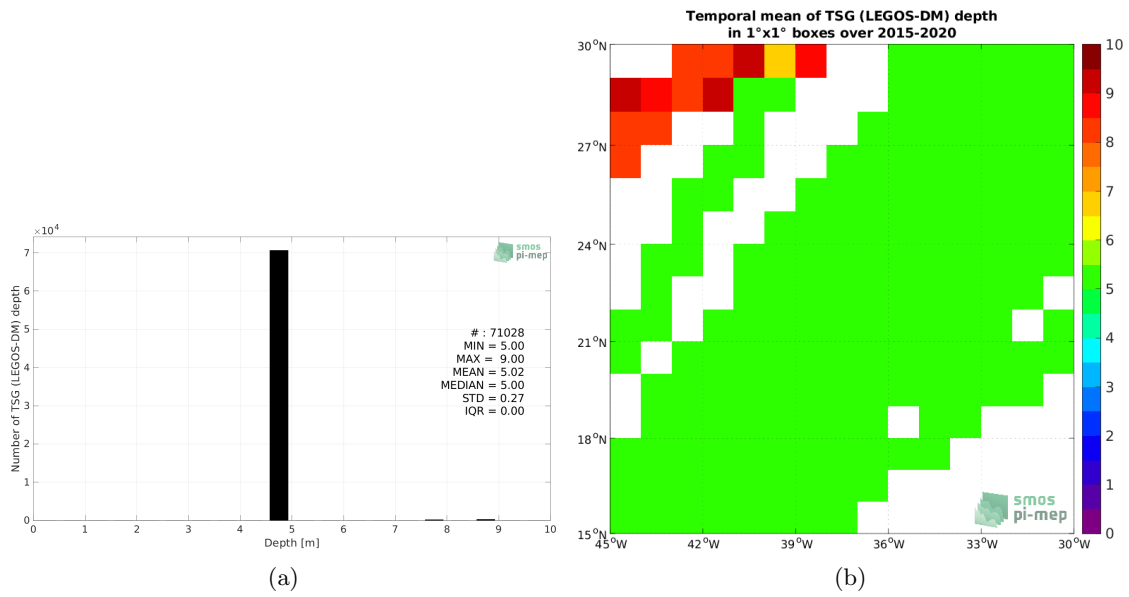 ×10⁴
7
6
5
4
3
2
1
0
Number of TSG (LEGOS-DM) depth
smos
pi-mep
# : 71028
MIN = 5.00
MAX = 9.00
MEAN = 5.02
MEDIAN = 5.00
STD = 0.27
IQR = 0.00
0 1 2 3 4 5 6 7 8 9 10
Depth [m]
(a)
Temporal mean of TSG (LEGOS-DM) depth
in 1°x1° boxes over 2015-2020
30°N
27°N
24°N
21°N
18°N
15°N
45°W 42°W 39°W 36°W 33°W 30°W
smos
pi-mep
10
9
8
7
6
5
4
3
2
1
0
(b)